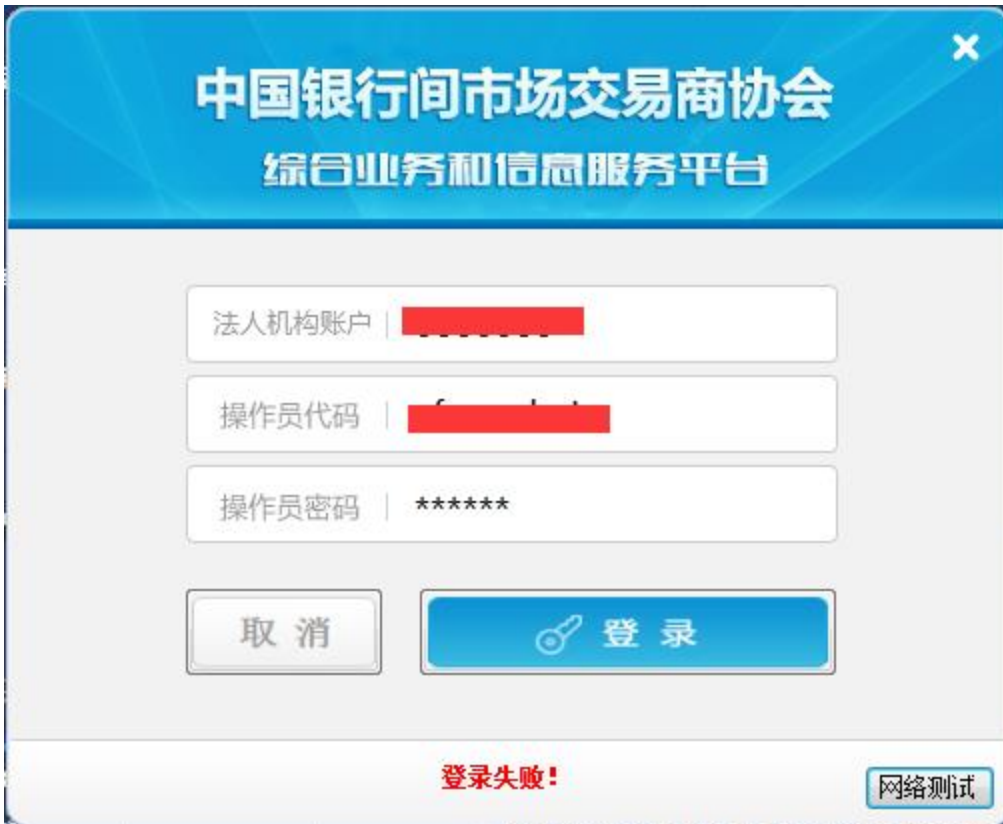 中国银行间市场交易商协会
综合业务和信息服务平台
法人机构账户
操作员代码
操作员密码 ******
取 消 登 录
登录失败!
网络测试